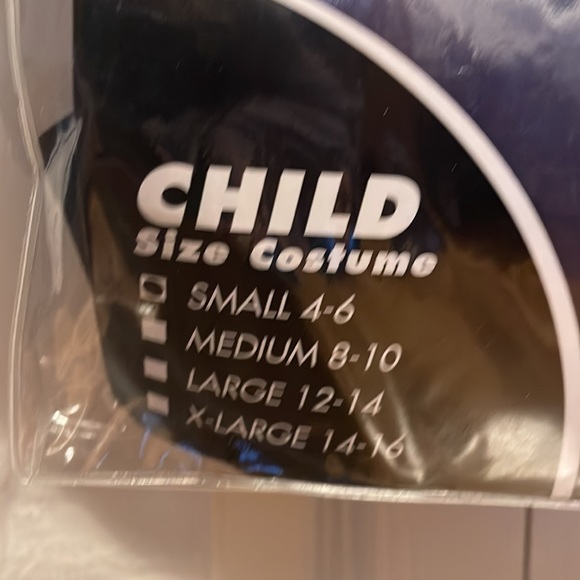 CHILD
Size Costume
SMALL 4-6
MEDIUM 8-10
LARGE 12-14
X-LARGE 14-16